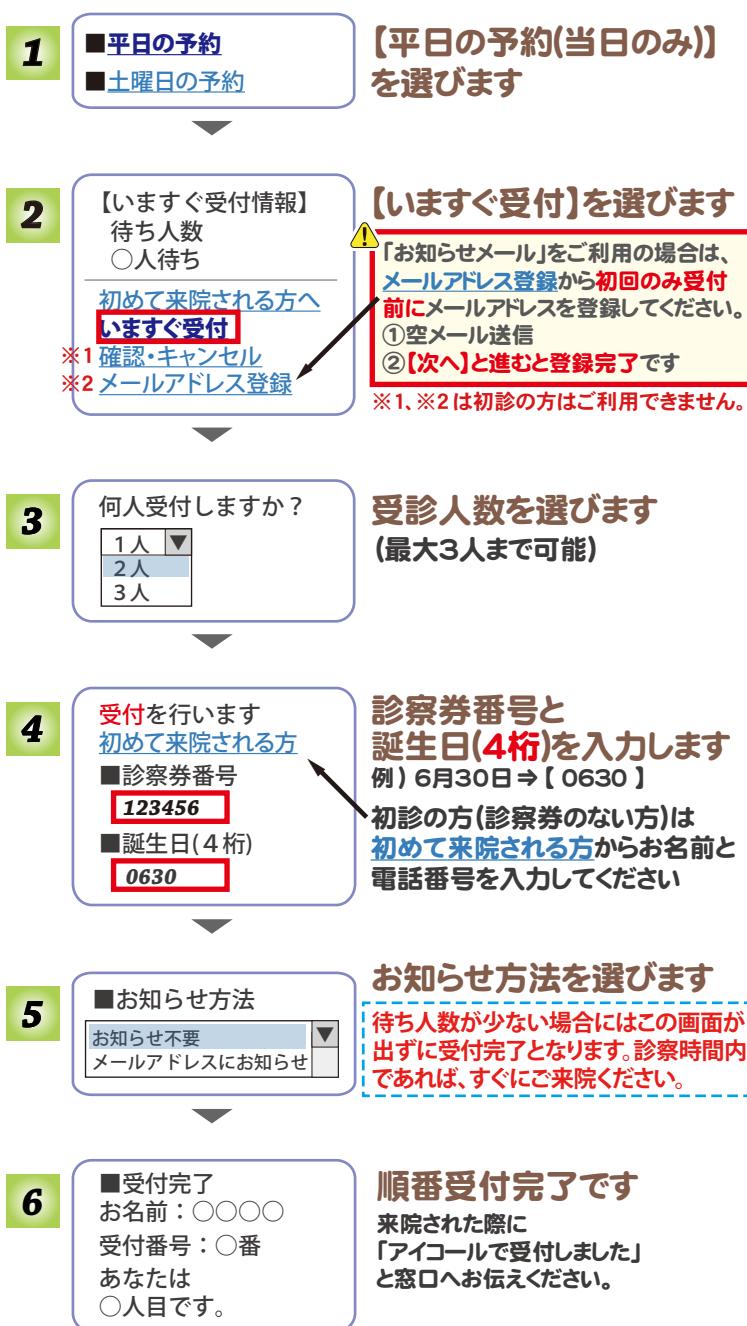 1
■平日の予約
■土曜日の予約
【平日の予約(当日のみ)】
を選びます
2
【いますぐ受付情報】
待ち人数
○人待ち
初めて来院される方へ
いますぐ受付
※1 確認・キャンセル
※2 メールアドレス登録
【いますぐ受付】を選びます
「お知らせメール」をご利用の場合は、
メールアドレス登録から初回のみ受付
前にメールアドレスを登録してください。
①空メール送信
②【次へ】と進むと登録完了です
※1、※2は初診の方はご利用できません。
3
何人受付しますか？
1人 ▼
2人
3人
受診人数を選びます
(最大3人まで可能)
4
受付を行います
初めて来院される方
■診察券番号
123456
■誕生日(4桁)
0630
診察券番号と
誕生日(4桁)を入力します
例) 6月30日⇒【 0630 】
初診の方(診察券のない方)は
初めて来院される方からお名前と
電話番号を入力してください
5
■お知らせ方法
お知らせ不要 ▼
メールアドレスにお知らせ
お知らせ方法を選びます
待ち人数が少ない場合にはこの画面が
出ずに受付完了となります。診察時間内
であれば、すぐにご来院ください。
6
■受付完了
お名前：○○○○
受付番号：○番
あなたは
○人目です。
順番受付完了です
来院された際に
「アイコールで受付しました」
と窓口へお伝えください。